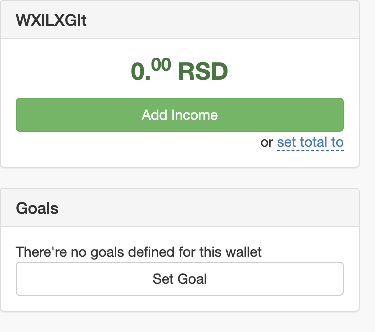 WXILXGIt
0.00 RSD
Add Income
or set total to
Goals
There're no goals defined for this wallet
Set Goal